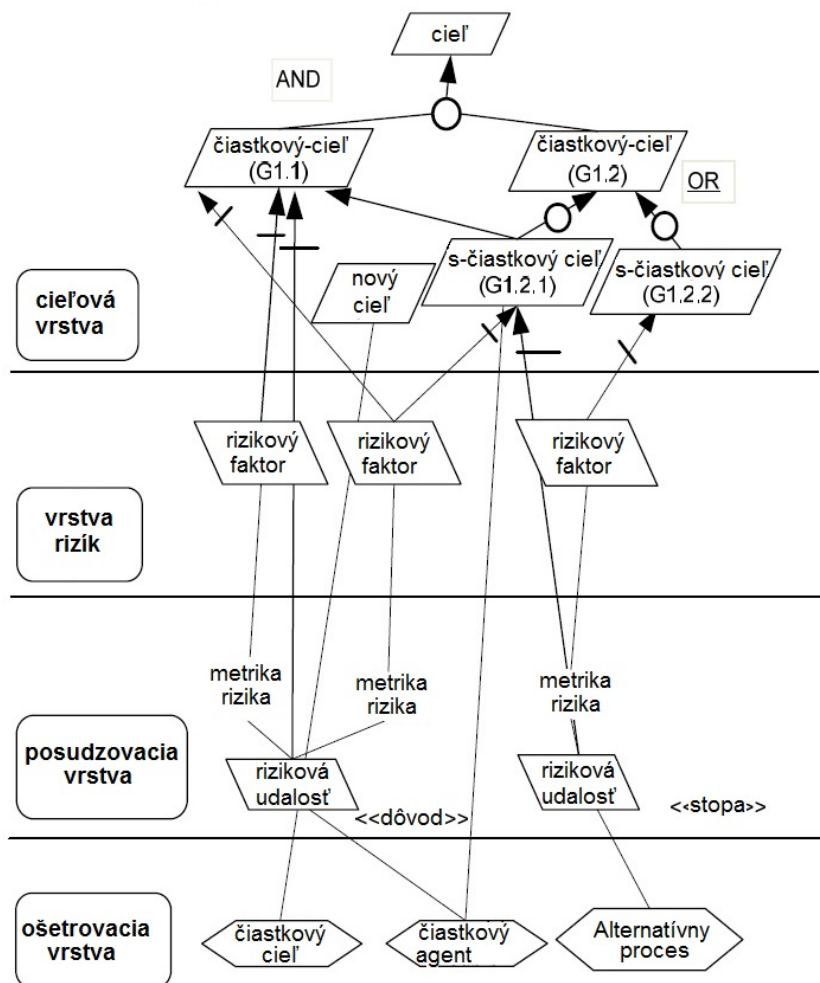 cieľ
AND
čiastkový-cieľ
(G1.1)
čiastkový-cieľ
(G1.2)
OR
nový
cieľ
s-čiastkový cieľ
(G1.2.1)
s-čiastkový cieľ
(G1.2.2)
cieľová
vrstva
rizikový
faktor
rizikový
faktor
rizikový
faktor
vrstva
rizík
metrika
rizika
metrika
rizika
metrika
rizika
posudzovacia
vrstva
riziková
udalosť
<<dôvod>>
riziková
udalosť
<<stopa>>
ošetrovacia
vrstva
čiastkový
cieľ
čiastkový
agent
Alternatívny
proces